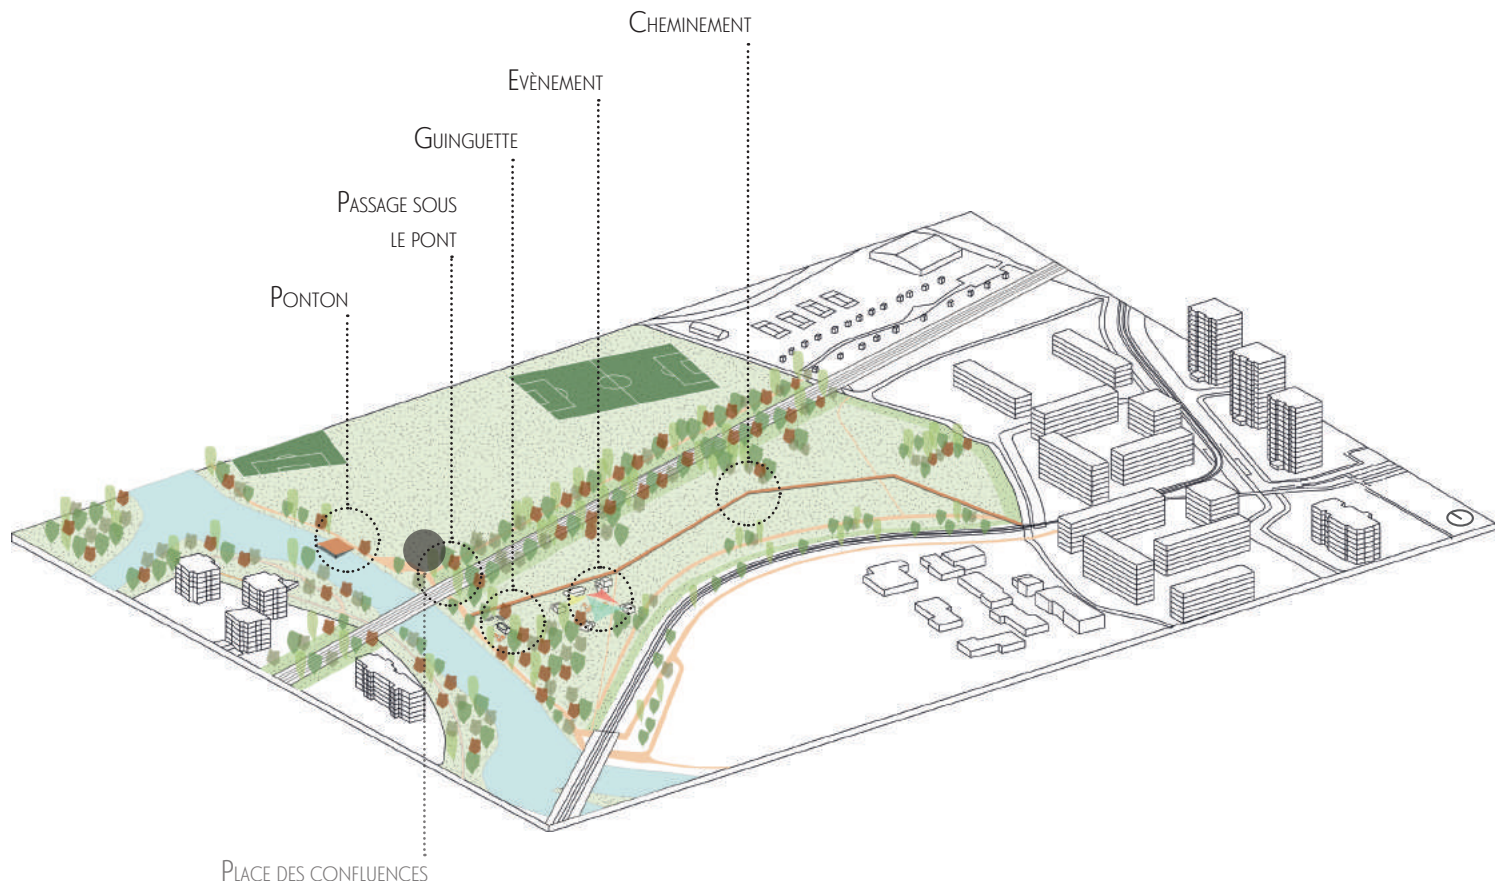 Cheminement
Evènement
Guinguette
Passage sous
le pont
Ponton
Place des confluences